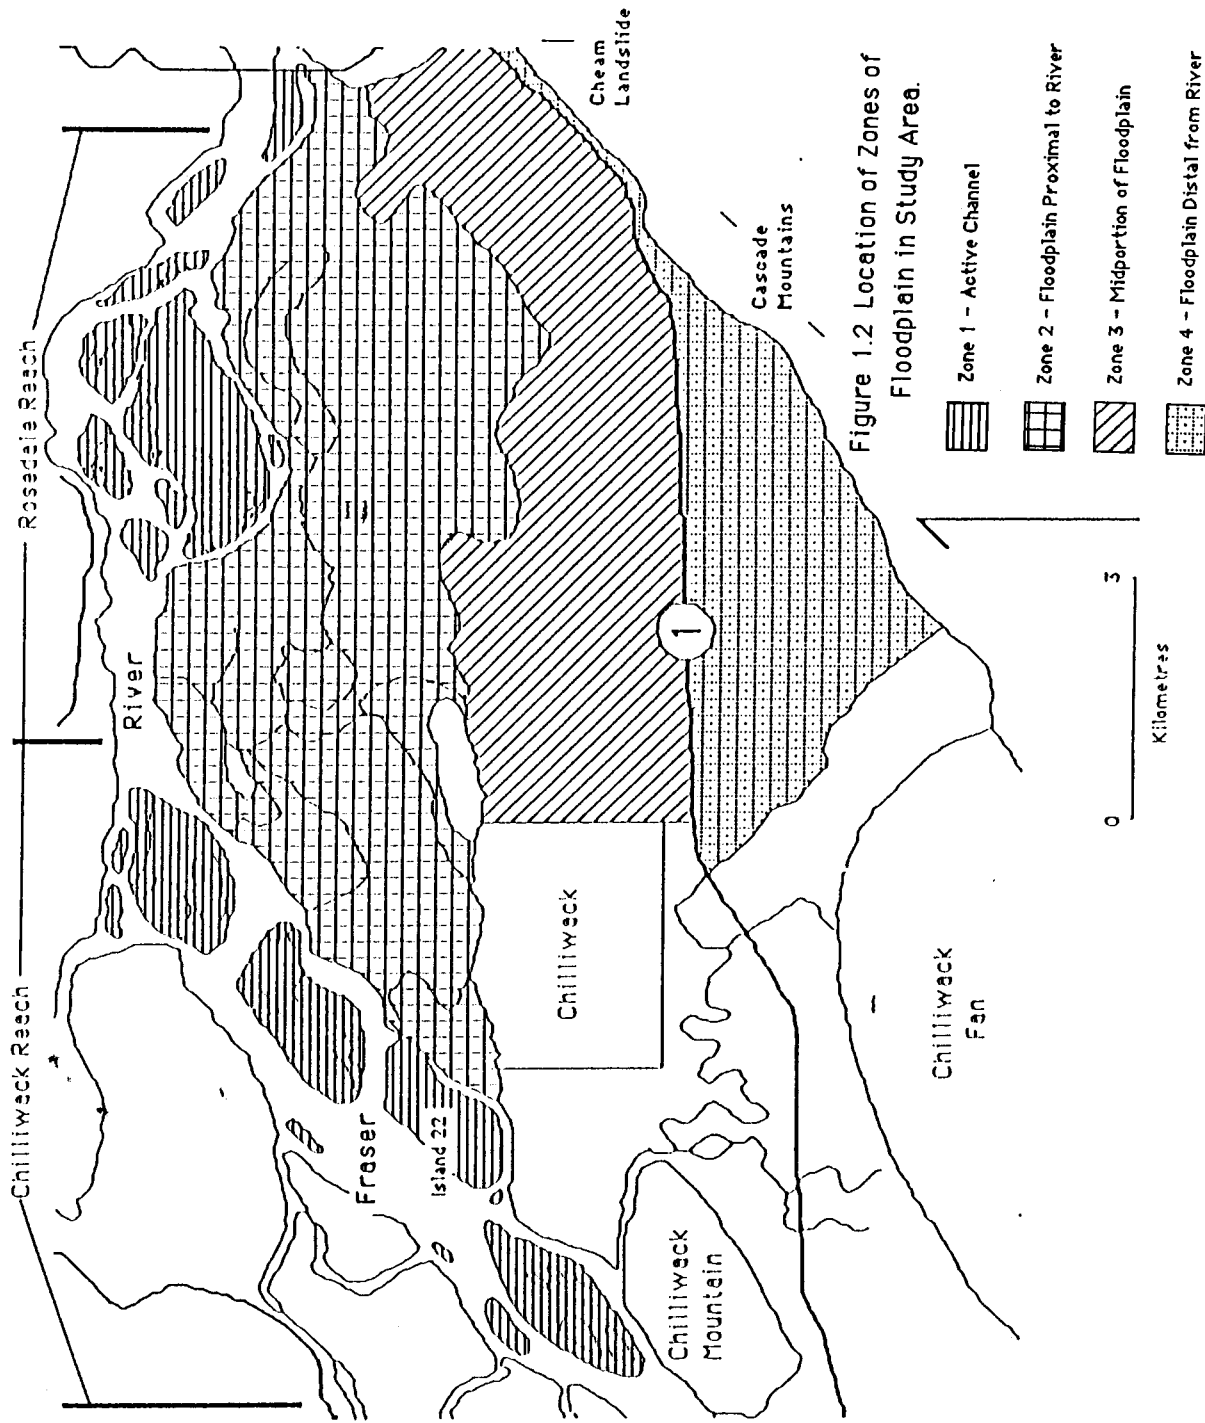 Chilliwack Reach
Rosedale Reach
River
Fraser
Island 22
Chilliwack
Chilliwack
Mountain
Chilliwack
Fan
1
Cheam
Landslide
Cascade
Mountains
Figure 1.2 Location of Zones of
Floodplain in Study Area.
Zone 1 - Active Channel
Zone 2 - Floodplain Proximal to River
Zone 3 - Midportion of Floodplain
Zone 4 - Floodplain Distal from River
0 3
Kilometres